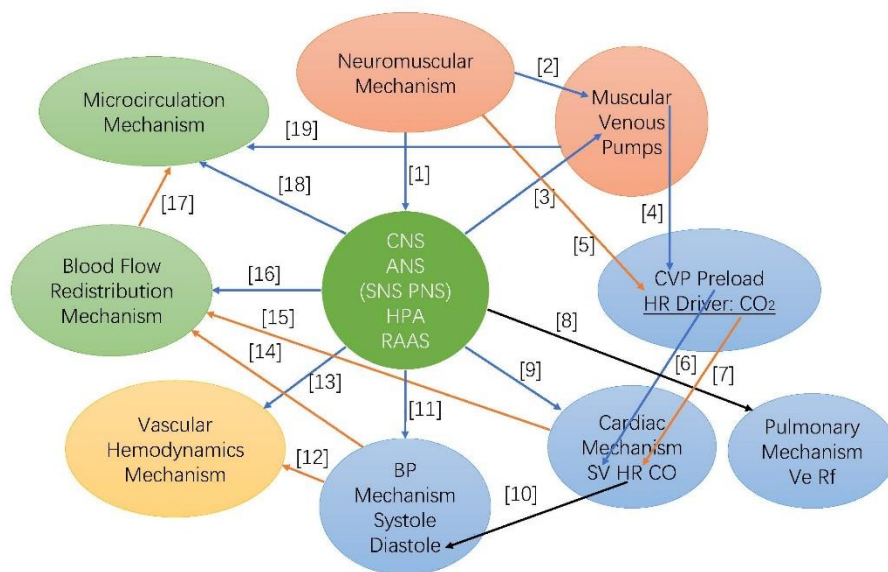 Neuromuscular
Mechanism
[2]
Muscular
Venous
Pumps
Microcirculation
Mechanism
[19]
[1]
[18]
[3]
[4]
[17]
[5]
CNS
ANS
(SNS PNS)
HPA
RAAS
Blood Flow
Redistribution
Mechanism
[16]
CVP Preload
HR Driver: CO₂
[15]
[8]
[14]
[6]
[7]
[13]
[9]
[11]
Vascular
Hemodynamics
Mechanism
[12]
BP
Mechanism
Systole
Diastole
[10]
Cardiac
Mechanism
SV HR CO
Pulmonary
Mechanism
Ve Rf